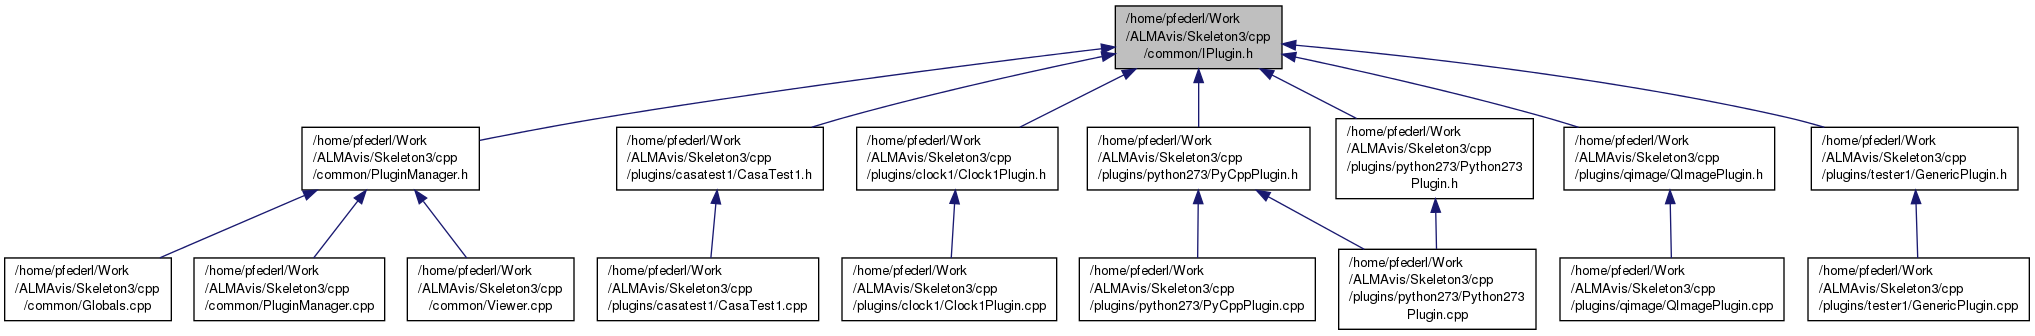 /home/pfederl/Work
/ALMAvis/Skeleton3/cpp
/common/IPlugin.h
/home/pfederl/Work
/ALMAvis/Skeleton3/cpp
/common/PluginManager.h
/home/pfederl/Work
/ALMAvis/Skeleton3/cpp
/plugins/casatest1/CasaTest1.h
/home/pfederl/Work
/ALMAvis/Skeleton3/cpp
/plugins/clock1/Clock1Plugin.h
/home/pfederl/Work
/ALMAvis/Skeleton3/cpp
/plugins/python273/PyCppPlugin.h
/home/pfederl/Work
/ALMAvis/Skeleton3/cpp
/plugins/python273/Python273
Plugin.h
/home/pfederl/Work
/ALMAvis/Skeleton3/cpp
/plugins/qimage/QImagePlugin.h
/home/pfederl/Work
/ALMAvis/Skeleton3/cpp
/plugins/tester1/GenericPlugin.h
/home/pfederl/Work
/ALMAvis/Skeleton3/cpp
/common/Globals.cpp
/home/pfederl/Work
/ALMAvis/Skeleton3/cpp
/common/PluginManager.cpp
/home/pfederl/Work
/ALMAvis/Skeleton3/cpp
/common/Viewer.cpp
/home/pfederl/Work
/ALMAvis/Skeleton3/cpp
/plugins/casatest1/CasaTest1.cpp
/home/pfederl/Work
/ALMAvis/Skeleton3/cpp
/plugins/clock1/Clock1Plugin.cpp
/home/pfederl/Work
/ALMAvis/Skeleton3/cpp
/plugins/python273/PyCppPlugin.cpp
/home/pfederl/Work
/ALMAvis/Skeleton3/cpp
/plugins/python273/Python273
Plugin.cpp
/home/pfederl/Work
/ALMAvis/Skeleton3/cpp
/plugins/qimage/QImagePlugin.cpp
/home/pfederl/Work
/ALMAvis/Skeleton3/cpp
/plugins/tester1/GenericPlugin.cpp